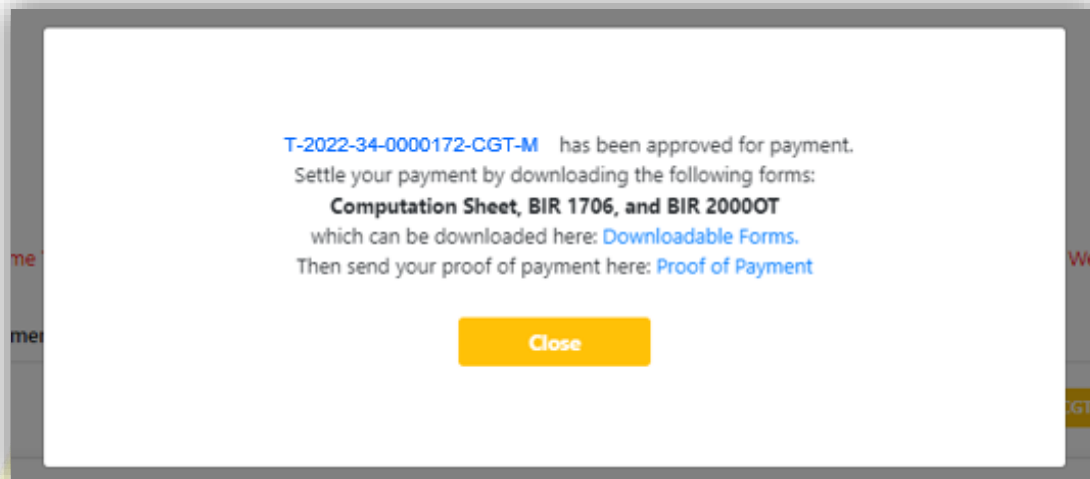 T-2022-34-0000172-CGT-M has been approved for payment.
Settle your payment by downloading the following forms:
Computation Sheet, BIR 1706, and BIR 2000OT
which can be downloaded here: Downloadable Forms.
Then send your proof of payment here: Proof of Payment
Close